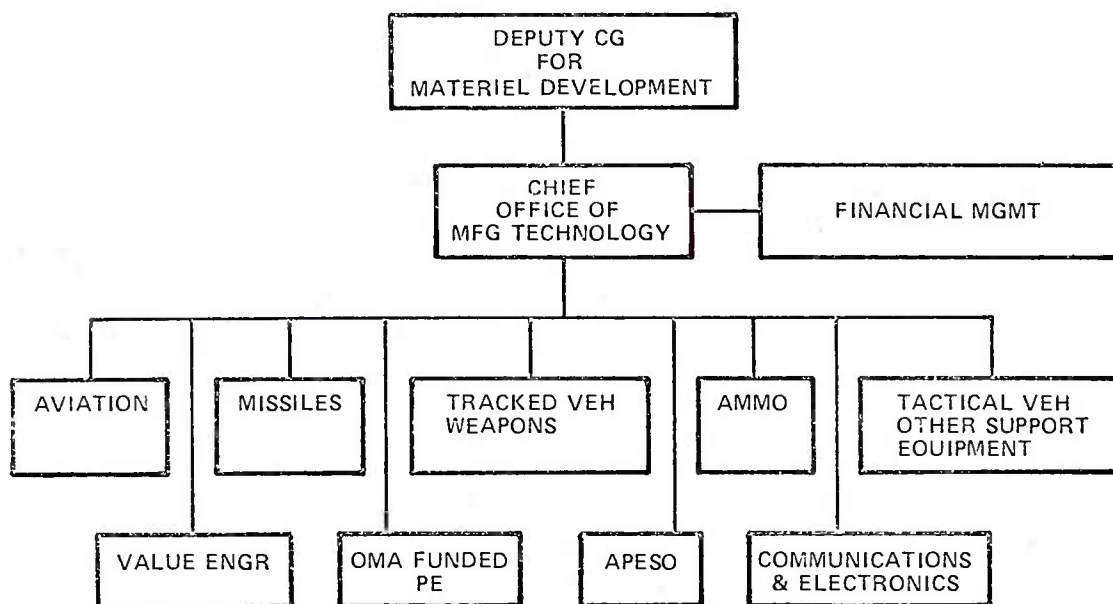 DEPUTY CG
FOR
MATERIEL DEVELOPMENT
CHIEF
OFFICE OF
MFG TECHNOLOGY
FINANCIAL MGMT
AVIATION
MISSILES
TRACKED VEH
WEAPONS
AMMO
TACTICAL VEH
OTHER SUPPORT
EQUIPMENT
VALUE ENGR
OMA FUNDED
PE
APESO
COMMUNICATIONS
& ELECTRONICS